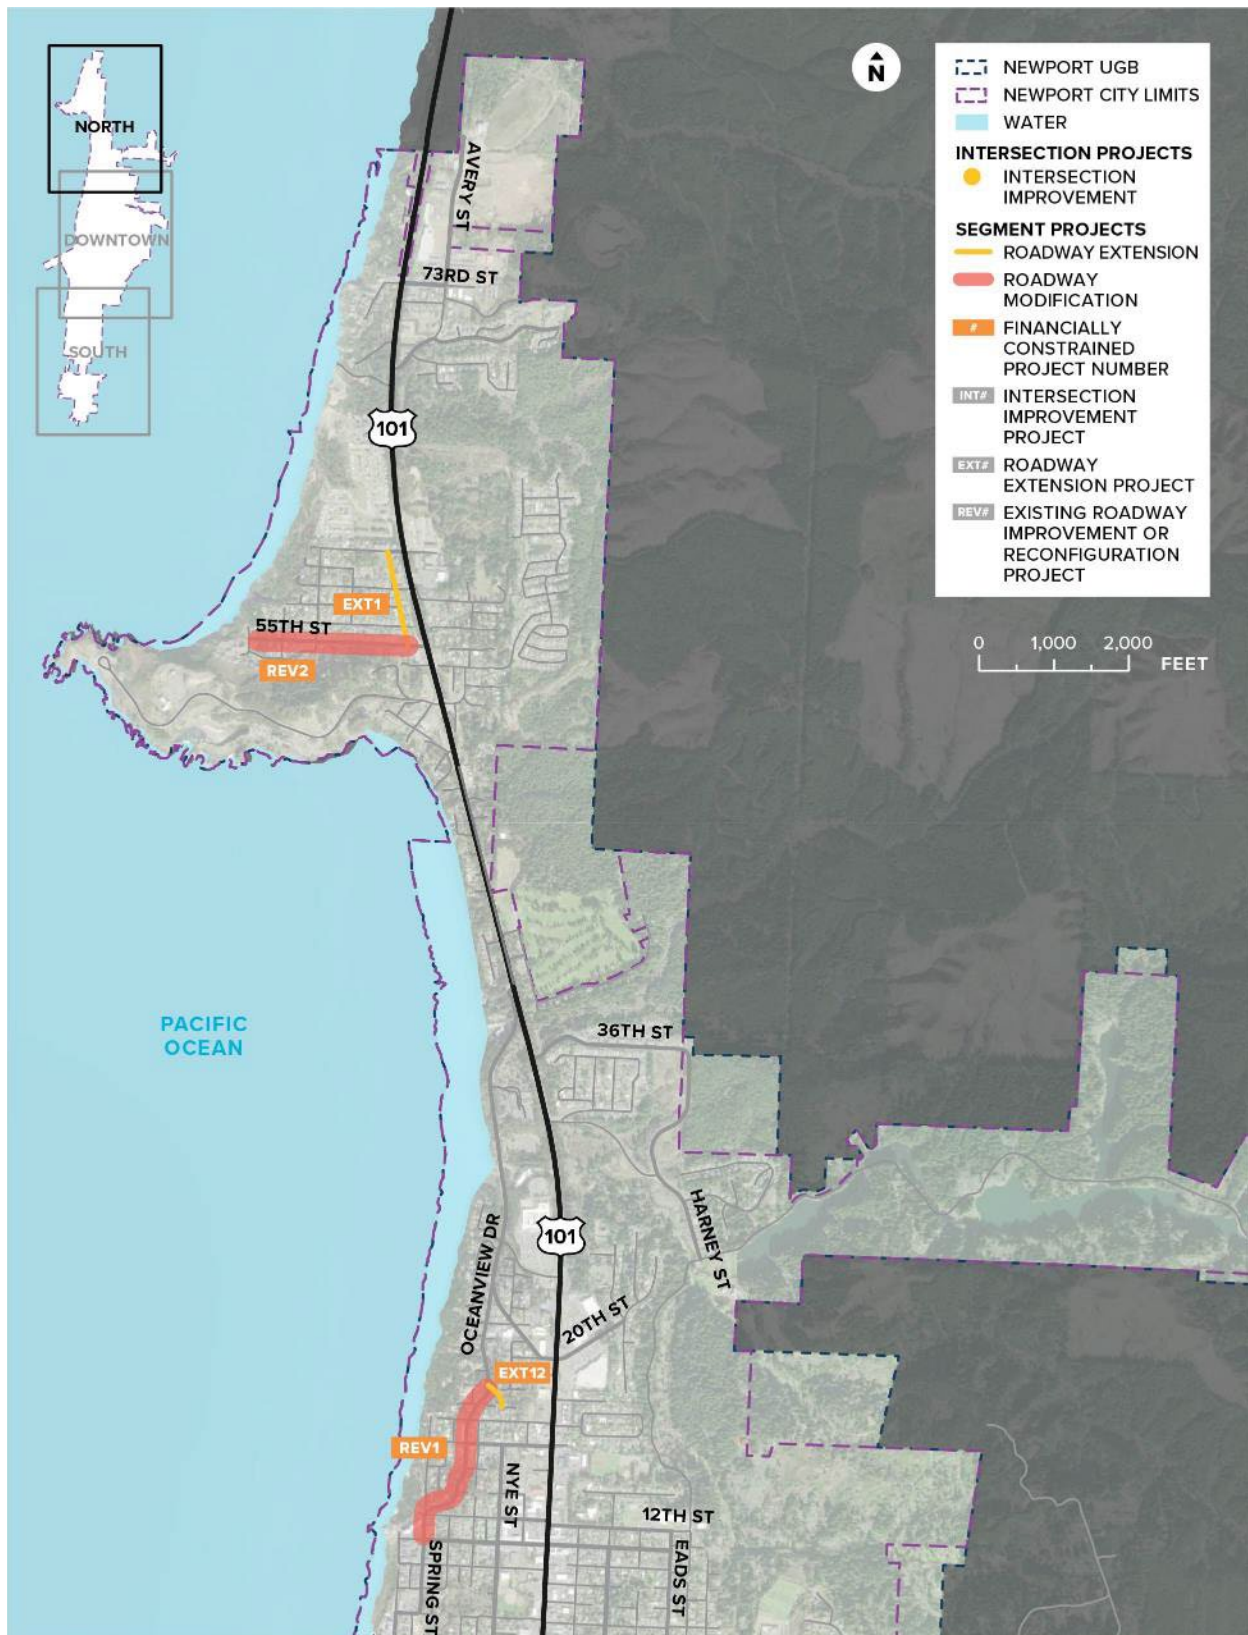 NORTH
DOWNTOWN
SOUTH
N
NEWPORT UGB
NEWPORT CITY LIMITS
WATER
INTERSECTION PROJECTS
INTERSECTION
IMPROVEMENT
SEGMENT PROJECTS
ROADWAY EXTENSION
ROADWAY
MODIFICATION
# FINANCIALLY
CONSTRAINED
PROJECT NUMBER
INT# INTERSECTION
IMPROVEMENT
PROJECT
EXT# ROADWAY
EXTENSION PROJECT
REV# EXISTING ROADWAY
IMPROVEMENT OR
RECONFIGURATION
PROJECT
0 1,000 2,000
FEET
AVERY ST
73RD ST
101
EXT1
55TH ST
REV2
PACIFIC
OCEAN
36TH ST
HARNEY ST
OCEANVIEW DR
101
20TH ST
EXT12
REV1
NYE ST
12TH ST
SPRING ST
EADS ST